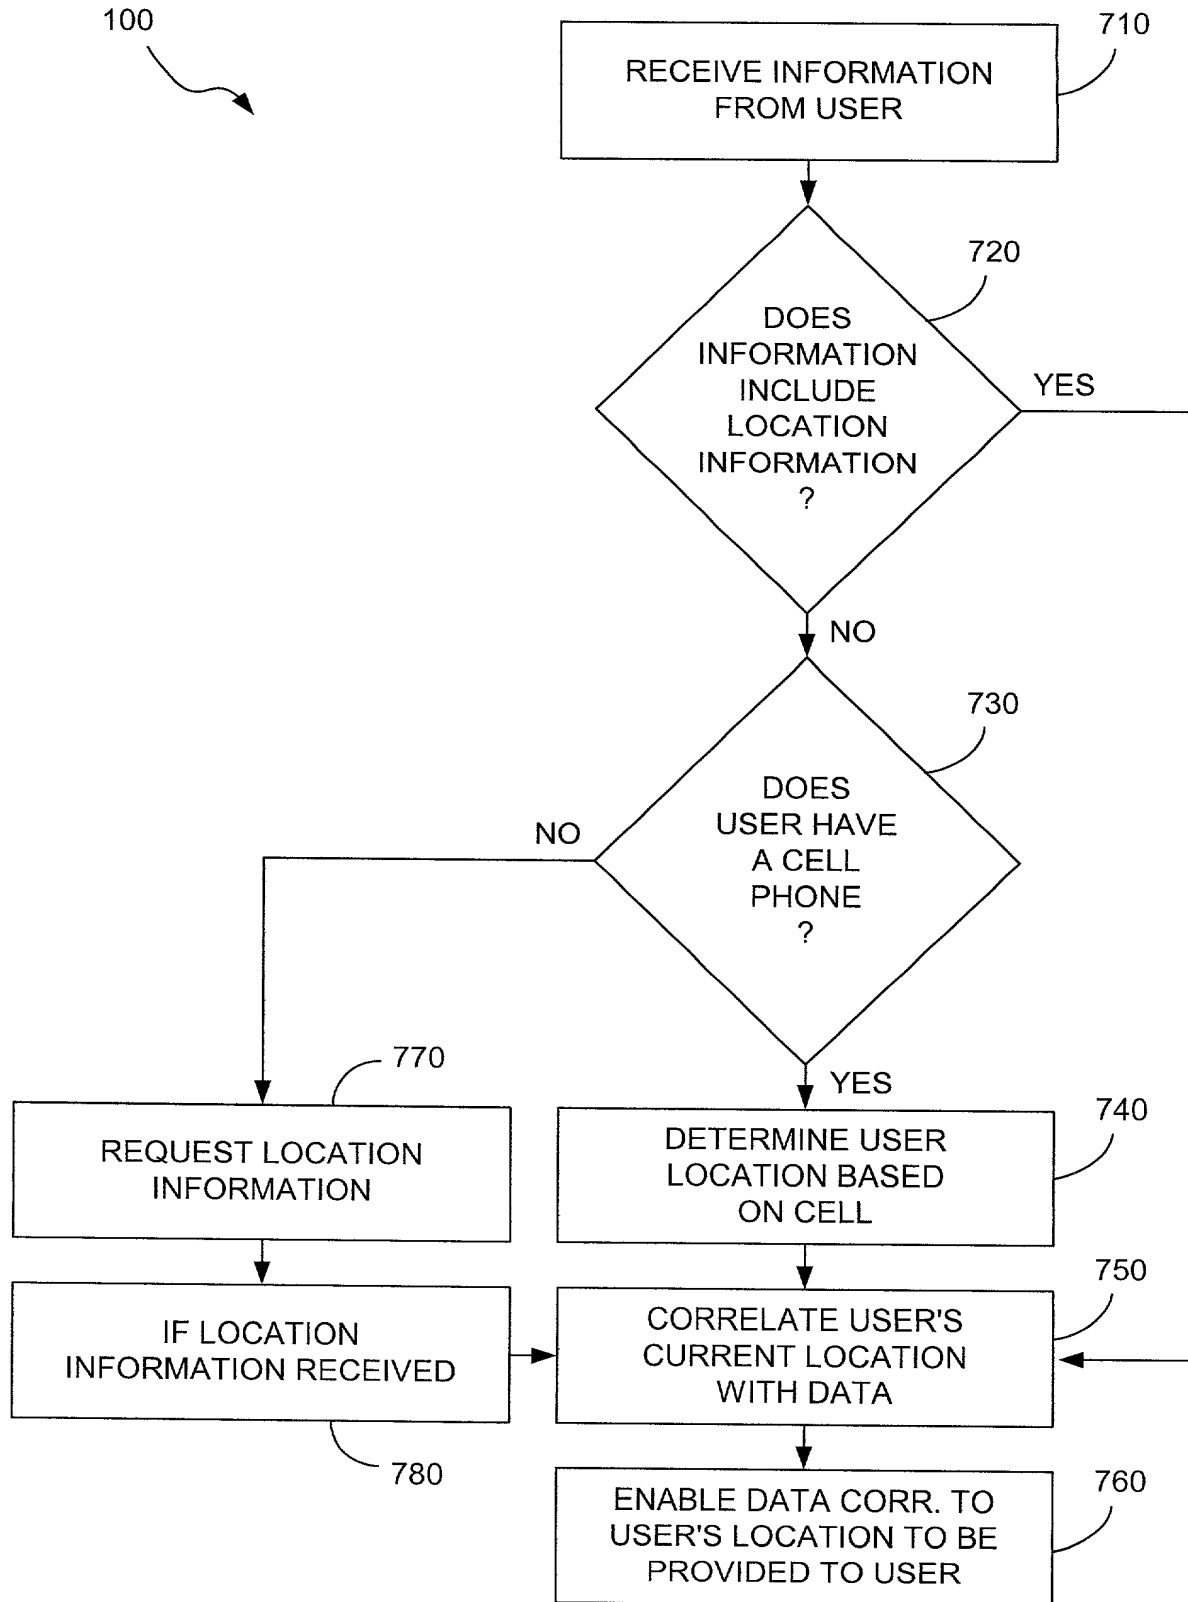 100
710
RECEIVE INFORMATION
FROM USER
720
DOES
INFORMATION
INCLUDE
LOCATION
INFORMATION
?
YES
NO
730
DOES
USER HAVE
A CELL
PHONE
?
NO
YES
770
REQUEST LOCATION
INFORMATION
740
DETERMINE USER
LOCATION BASED
ON CELL
IF LOCATION
INFORMATION RECEIVED
780
750
CORRELATE USER'S
CURRENT LOCATION
WITH DATA
760
ENABLE DATA CORR. TO
USER'S LOCATION TO BE
PROVIDED TO USER